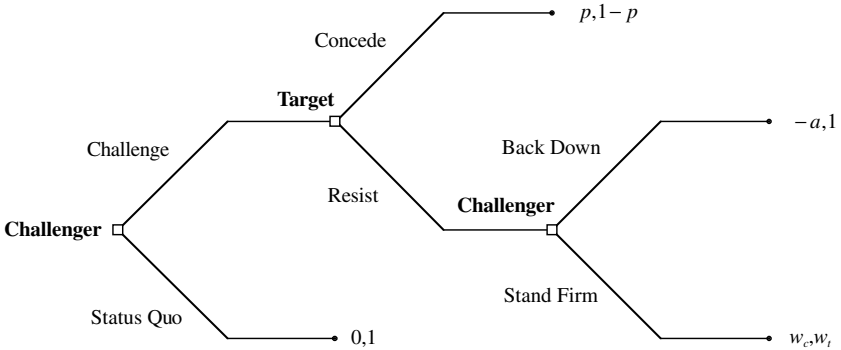 Concede
p,1− p
Target
Challenge
Back Down
−a,1
Resist
Challenger
Challenger
Stand Firm
Status Quo
0,1
w_c,w_t